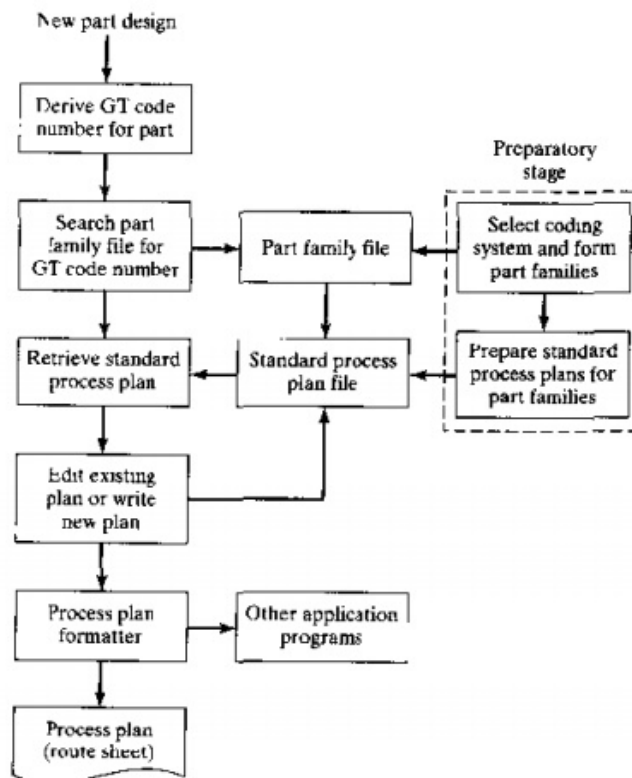 New part design
Derive GT code
number for part
Preparatory
stage
Search part
family file for
GT code number
Part family file
Select coding
system and form
part families
Retrieve standard
process plan
Standard process
plan file
Prepare standard
process plans for
part families
Edit existing
plan or write
new plan
Process plan
formatter
Other application
programs
Process plan
(route sheet)